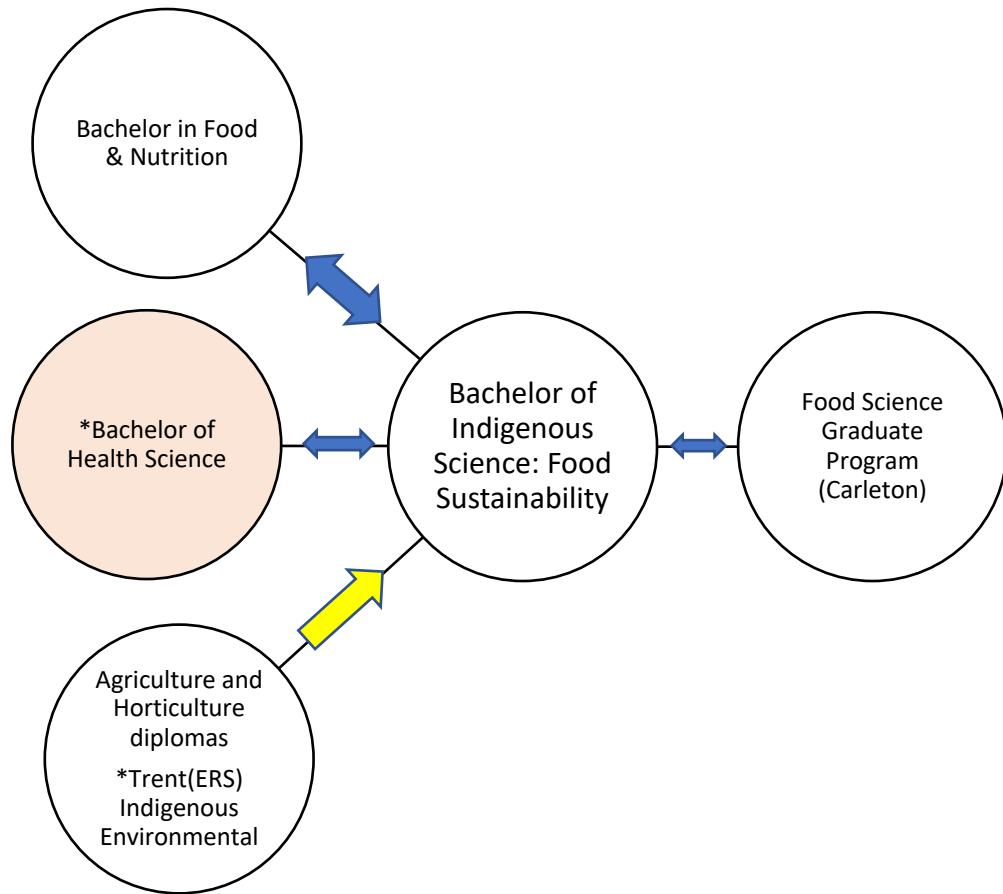 Bachelor in Food
& Nutrition
*Bachelor of
Health Science
Bachelor of
Indigenous
Science: Food
Sustainability
Food Science
Graduate
Program
(Carleton)
Agriculture and
Horticulture
diplomas
*Trent(ERS)
Indigenous
Environmental